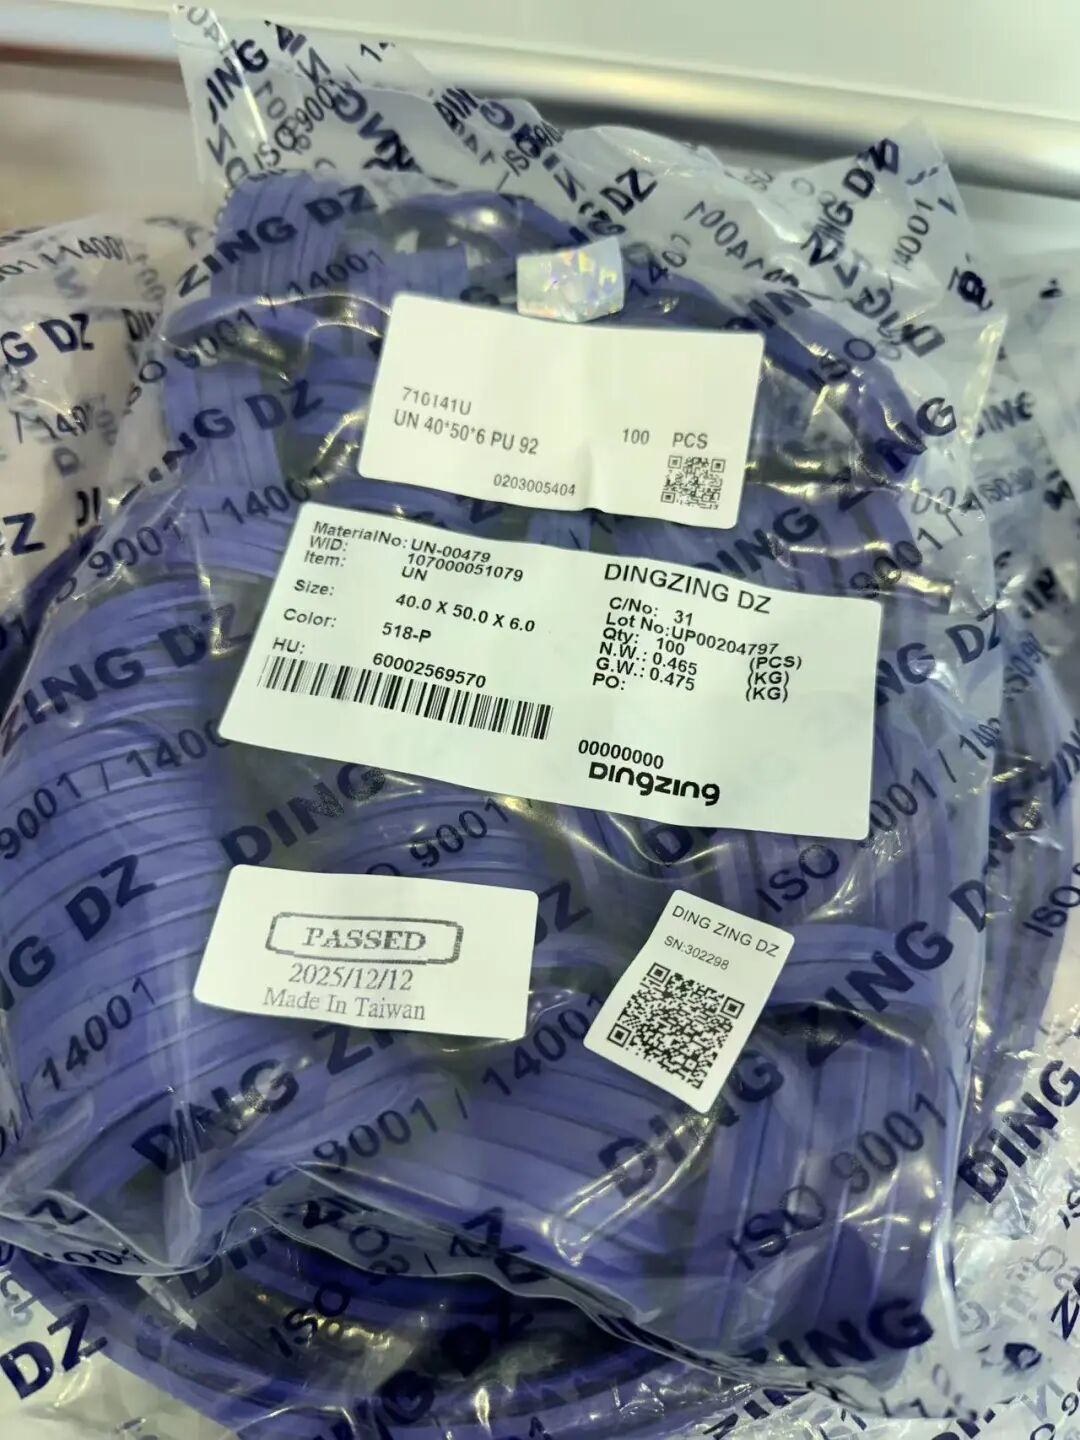 710141U
UN 40*50*6 PU 92
100 PCS
0203005404
MaterialNo: UN-00479
WID: 107000051079
Item: UN
Size: 40.0 X 50.0 X 6.0
Color: 518-P
HU: 60002569570
DINGZING DZ
C/No: 31
Lot No.:UP00204797
Qty: 100 (PCS)
N.W.: 0.465 (KG)
G.W.: 0.475 (KG)
PO:
00000000
DingZing
PASSED
2025/12/12
Made In Taiwan
DING ZING DZ
SN:302298
DING ZING DZ
ISO 9001 / 14001